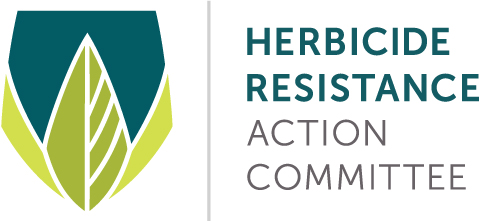 HERBICIDE
RESISTANCE
ACTION
COMMITTEE